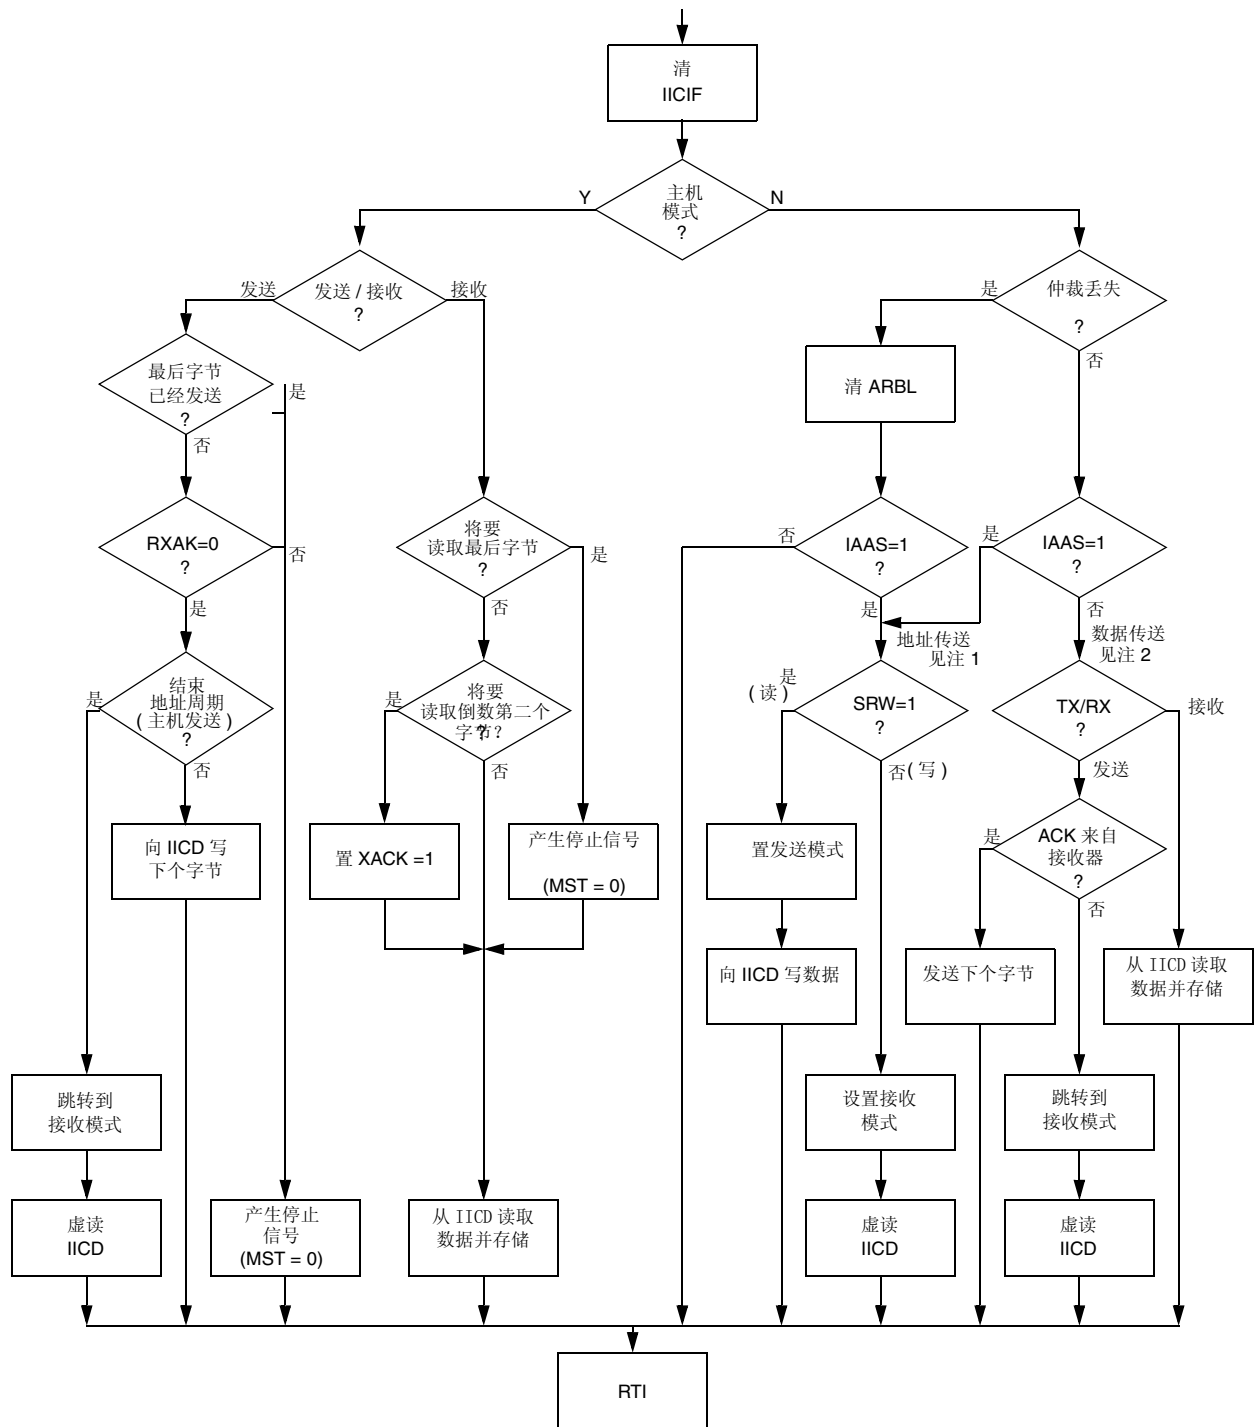 清
IICIF
主机
模式
?
Y
N
发送 / 接收
?
发送
接收
仲裁丢失
?
是
否
最后字节
已经发送
?
是
否
清 ARBL
RXAK=0
?
否
是
将要
读取最后字节
?
是
否
IAAS=1
?
否
是
IAAS=1
?
是
否
地址传送
见注 1
数据传送
见注 2
结束
地址周期
( 主机发送 )
?
是
否
将要
读取倒数第二个
字节?
?
是
否
SRW=1
?
是
( 读 )
否( 写 )
TX/RX
?
接收
发送
向 IICD 写
下个字节
置 XACK =1
产生停止信号
(MST = 0)
置发送模式
ACK 来自
接收器
?
是
否
向 IICD 写数据
发送下个字节
从 IICD 读取
数据并存储
跳转到
接收模式
设置接收
模式
跳转到
接收模式
虚读
IICD
产生停止
信号
(MST = 0)
从 IICD 读取
数据并存储
虚读
IICD
虚读
IICD
RTI